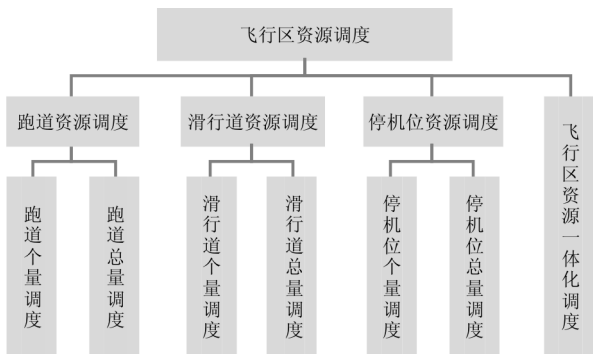 飞行区资源调度
跑道资源调度
滑行道资源调度
停机位资源调度
飞行区资源一体化调度
跑道个量调度
跑道总量调度
滑行道个量调度
滑行道总量调度
停机位个量调度
停机位总量调度